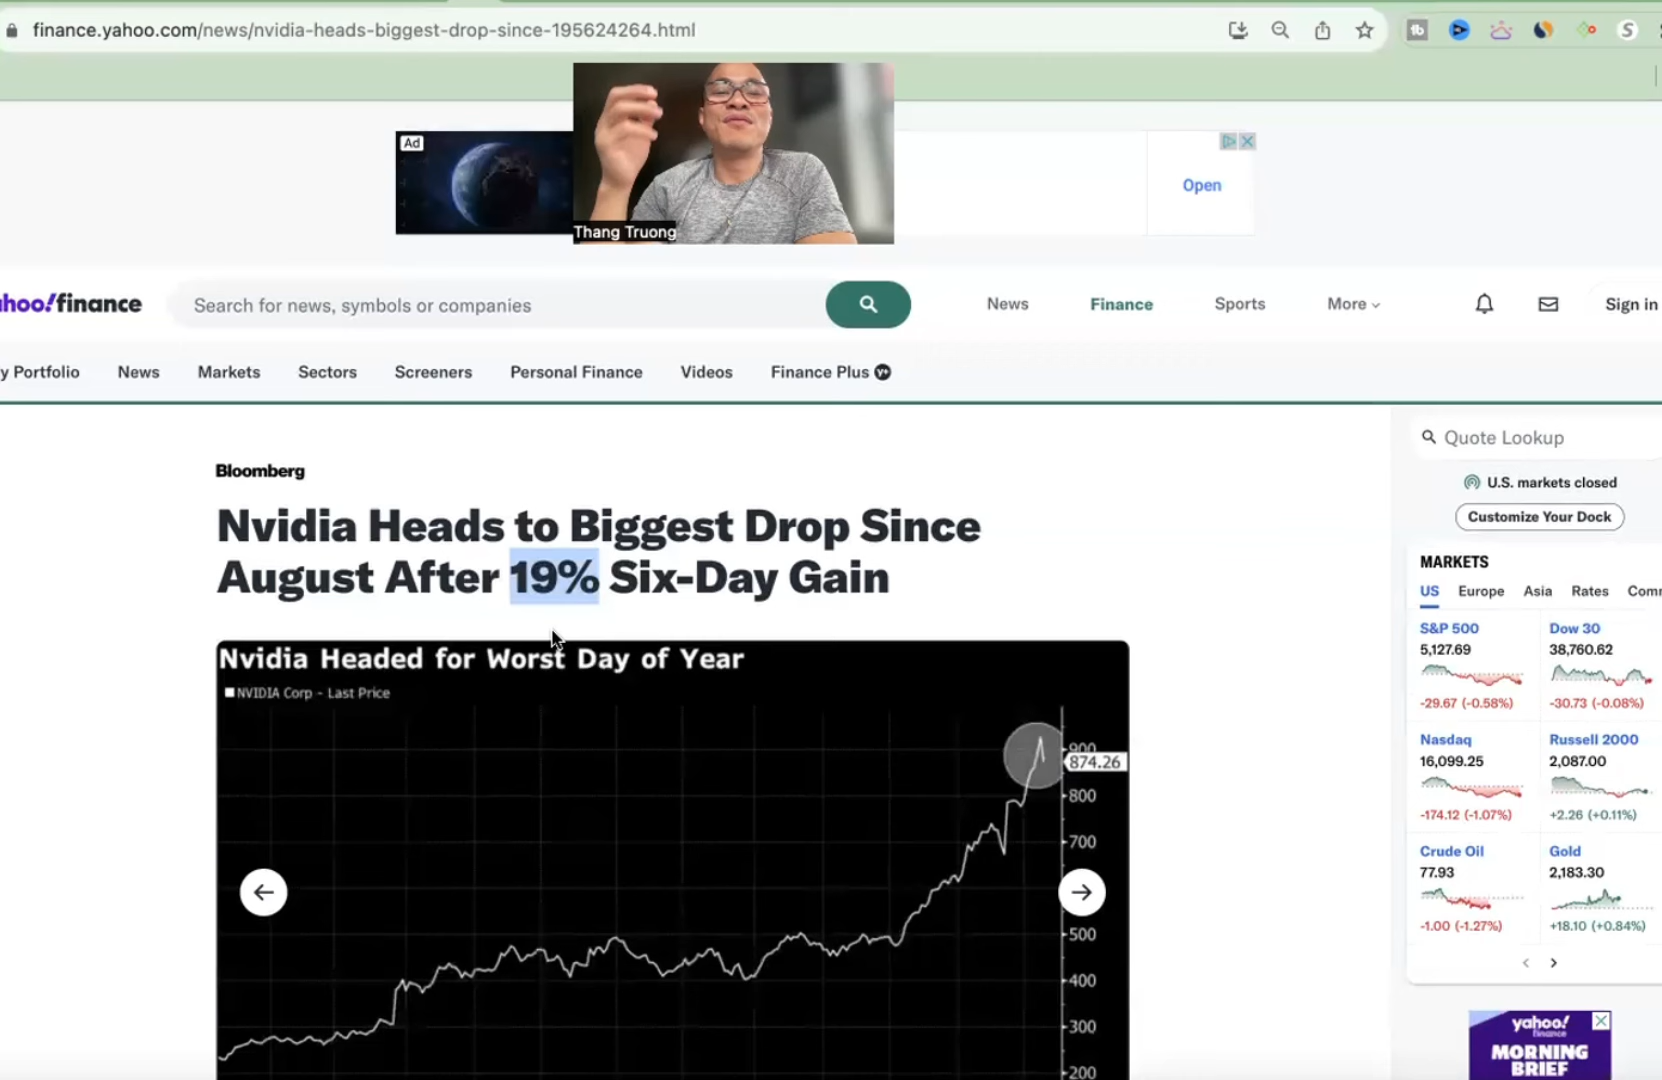 finance.yahoo.com/news/nvidia-heads-biggest-drop-since-195624264.html
tb
S
Ad
Open
Thang Truong
hoo!finance
Search for news, symbols or companies
News
Finance
Sports
More
Sign in
y Portfolio
News
Markets
Sectors
Screeners
Personal Finance
Videos
Finance Plus Y+
Quote Lookup
U.S. markets closed
Customize Your Dock
Bloomberg
Nvidia Heads to Biggest Drop Since
August After 19% Six-Day Gain
Nvidia Headed for Worst Day of Year
NVIDIA Corp - Last Price
900
874.26
800
700
500
400
300
200
MARKETS
US Europe Asia Rates Com
S&P 500
5,127.69
-29.67 (-0.58%)
Dow 30
38,760.62
-30.73 (-0.08%)
Nasdaq
16,099.25
-174.12 (-1.07%)
Russell 2000
2,087.00
+2.26 (+0.11%)
Crude Oil
77.93
-1.00 (-1.27%)
Gold
2,183.30
+18.10 (+0.84%)
yahoo!
finance
MORNING
BRIEF